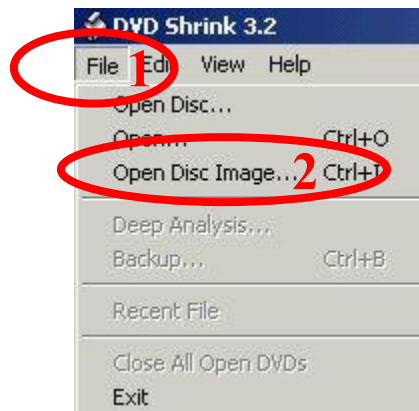 DVD Shrink 3.2
File Edit View Help
1
Open Disc...
Open... Ctrl+O
Open Disc Image... Ctrl+I
2
Deep Analysis...
Backup... Ctrl+B
Recent File
Close All Open DVDs
Exit